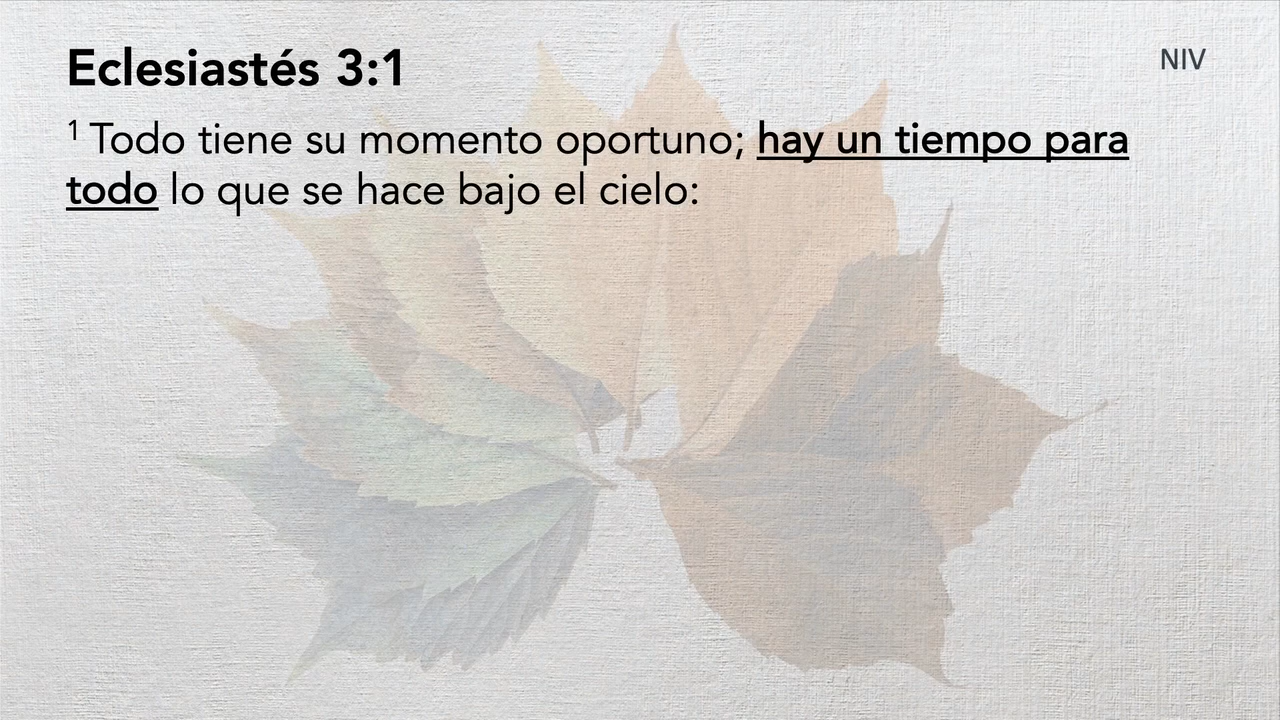 Eclesiastés 3:1
NIV
1 Todo tiene su momento oportuno; hay un tiempo para
todo lo que se hace bajo el cielo: